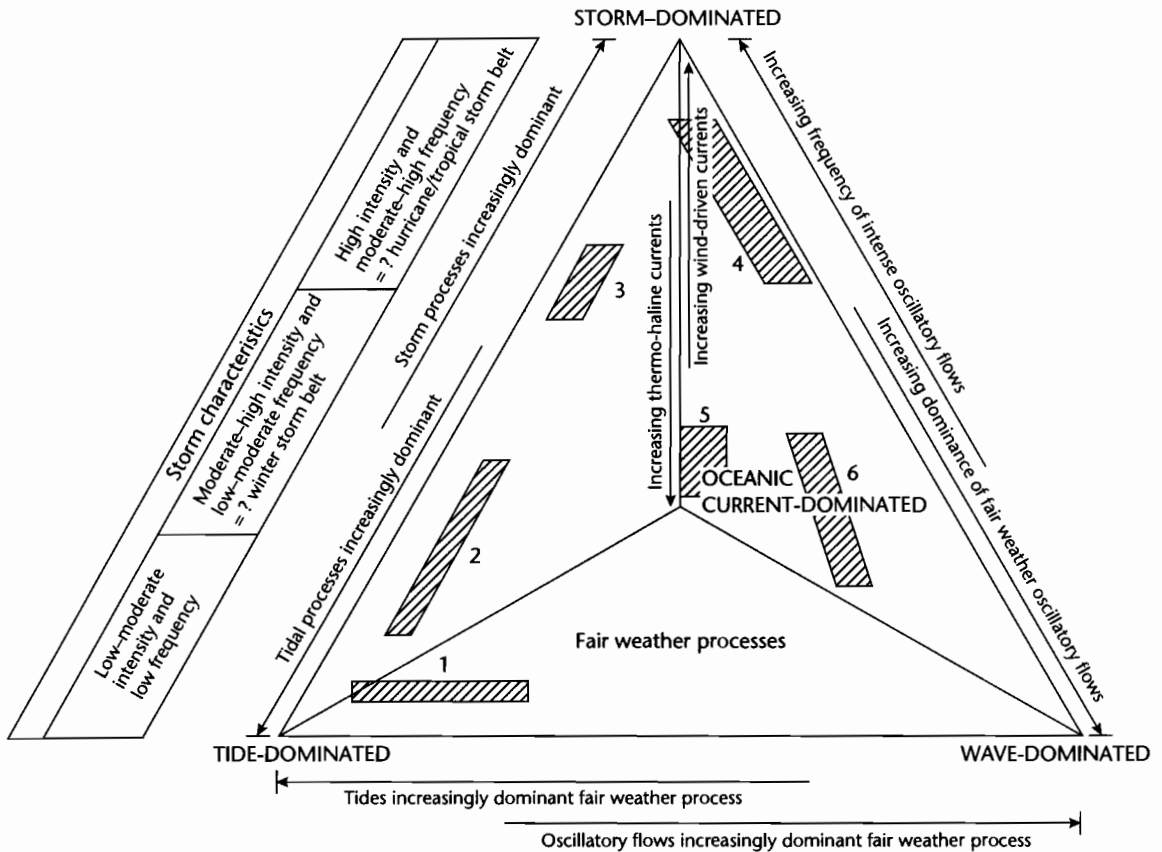 STORM–DOMINATED
Storm characteristics
High intensity and
moderate–high frequency
= ? hurricane/tropical storm belt
Moderate–high intensity and
low–moderate frequency
= ? winter storm belt
Low–moderate
intensity and
low frequency
Storm processes increasingly dominant
Tidal processes increasingly dominant
Increasing thermo-haline currents
Increasing wind-driven currents
Increasing frequency of intense oscillatory flows
Increasing dominance of fair weather oscillatory flows
3
4
5
6
OCEANIC
CURRENT-DOMINATED
2
Fair weather processes
1
TIDE-DOMINATED
WAVE-DOMINATED
Tides increasingly dominant fair weather process
Oscillatory flows increasingly dominant fair weather process